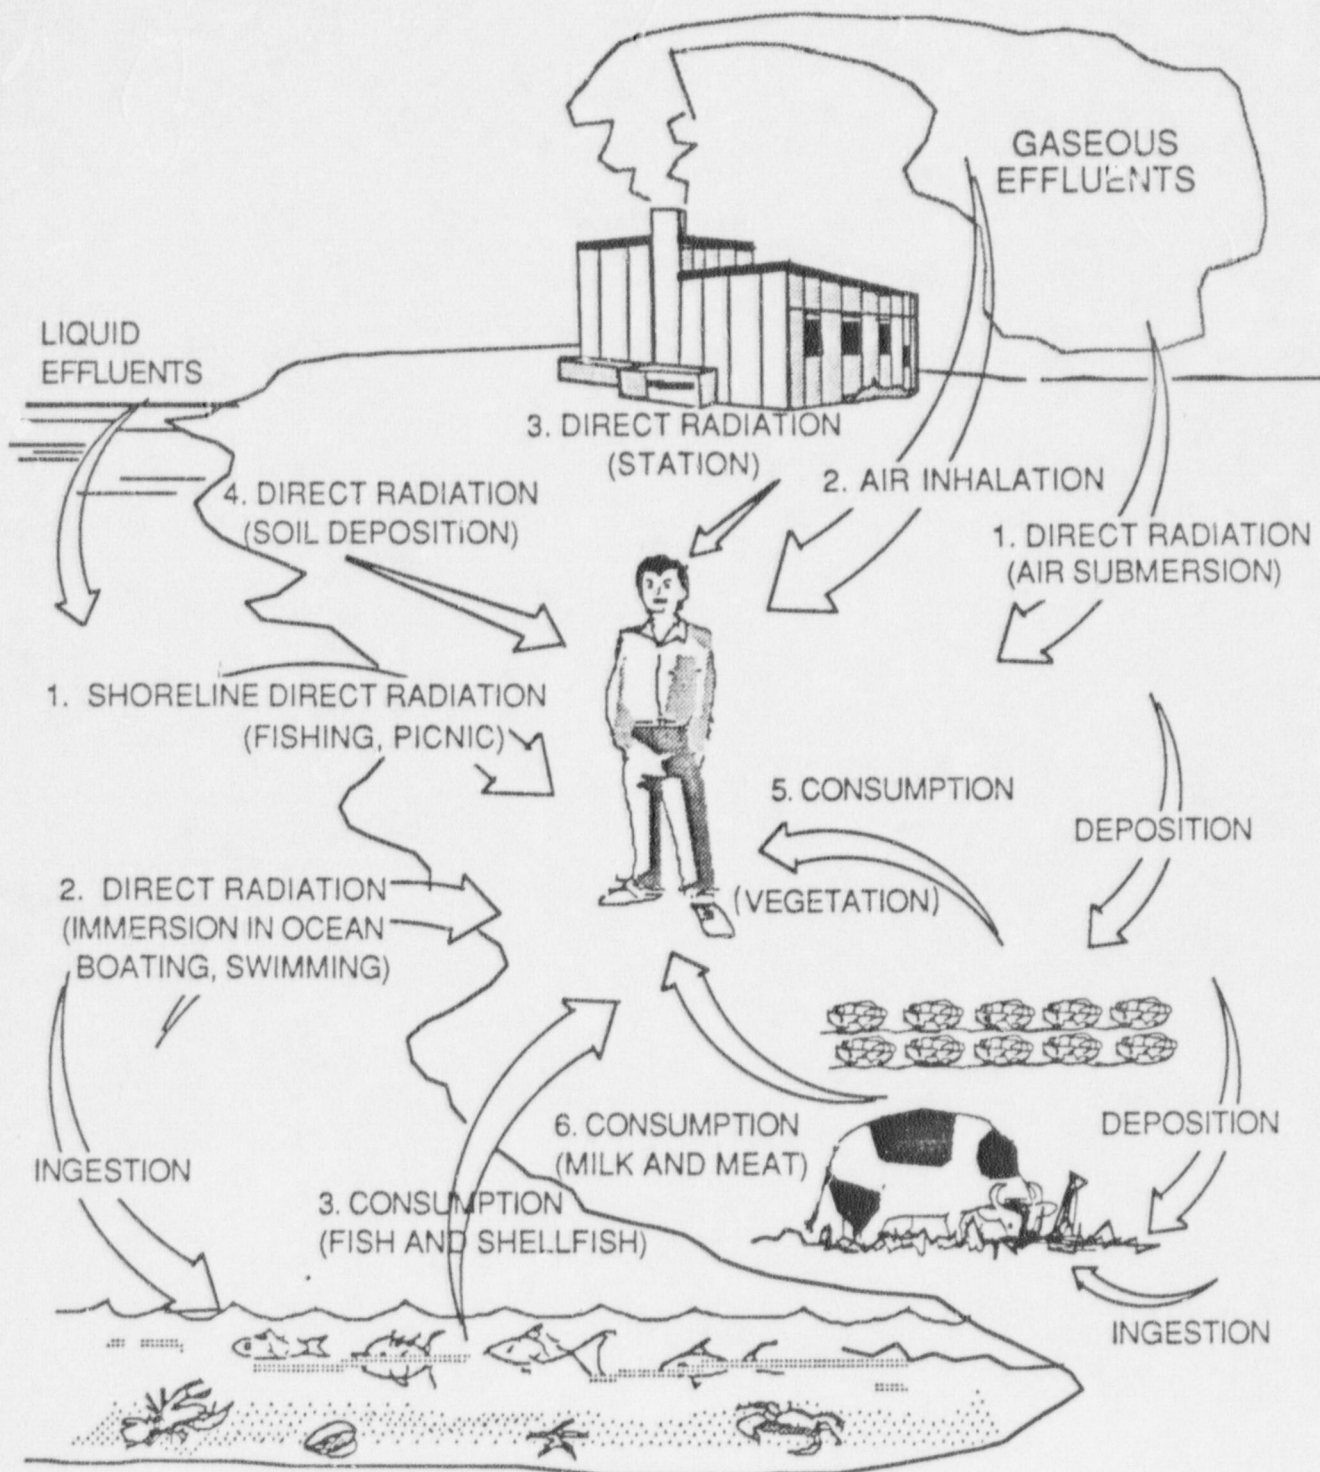 GASEOUS
EFFLUENTS
LIQUID
EFFLUENTS
3. DIRECT RADIATION
(STATION)
2. AIR INHALATION
4. DIRECT RADIATION
(SOIL DEPOSITION)
1. DIRECT RADIATION
(AIR SUBMERSION)
1. SHORELINE DIRECT RADIATION
(FISHING, PICNIC)
5. CONSUMPTION
DEPOSITION
2. DIRECT RADIATION
(IMMERSION IN OCEAN
BOATING, SWIMMING)
(VEGETATION)
6. CONSUMPTION
(MILK AND MEAT)
DEPOSITION
INGESTION
3. CONSUMPTION
(FISH AND SHELLFISH)
INGESTION